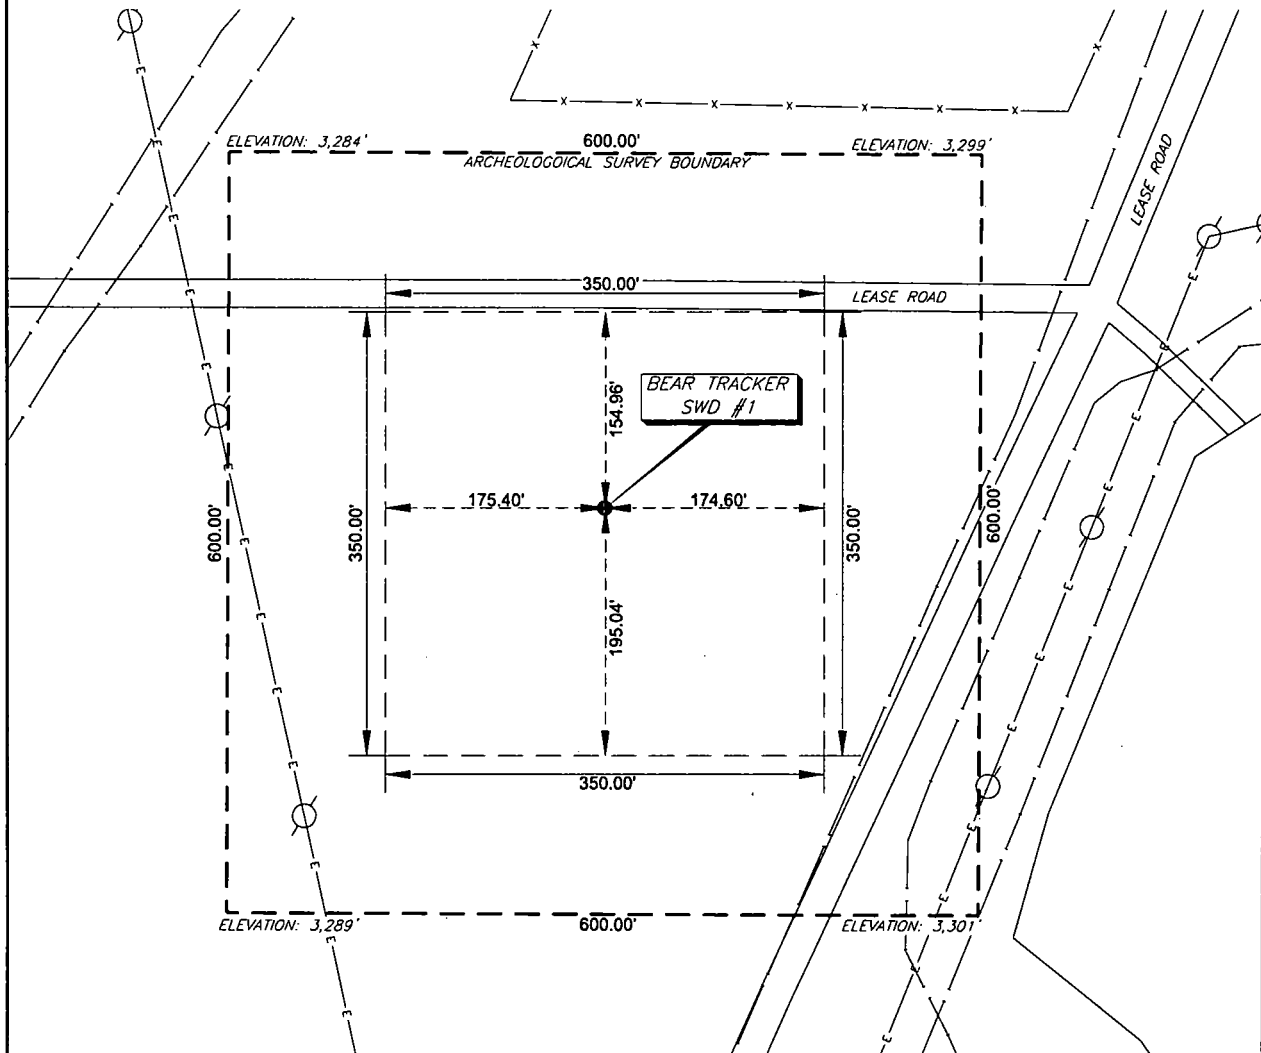 ELEVATION: 3,284'
600.00'
ELEVATION: 3,299'
ARCHEOLOGOICAL SURVEY BOUNDARY
LEASE ROAD
350.00'
LEASE ROAD
BEAR TRACKER
SWD #1
154.96'
175.40'
174.60'
600.00'
350.00'
350.00'
600.00'
195.04'
350.00'
ELEVATION: 3,289'
600.00'
ELEVATION: 3,301'